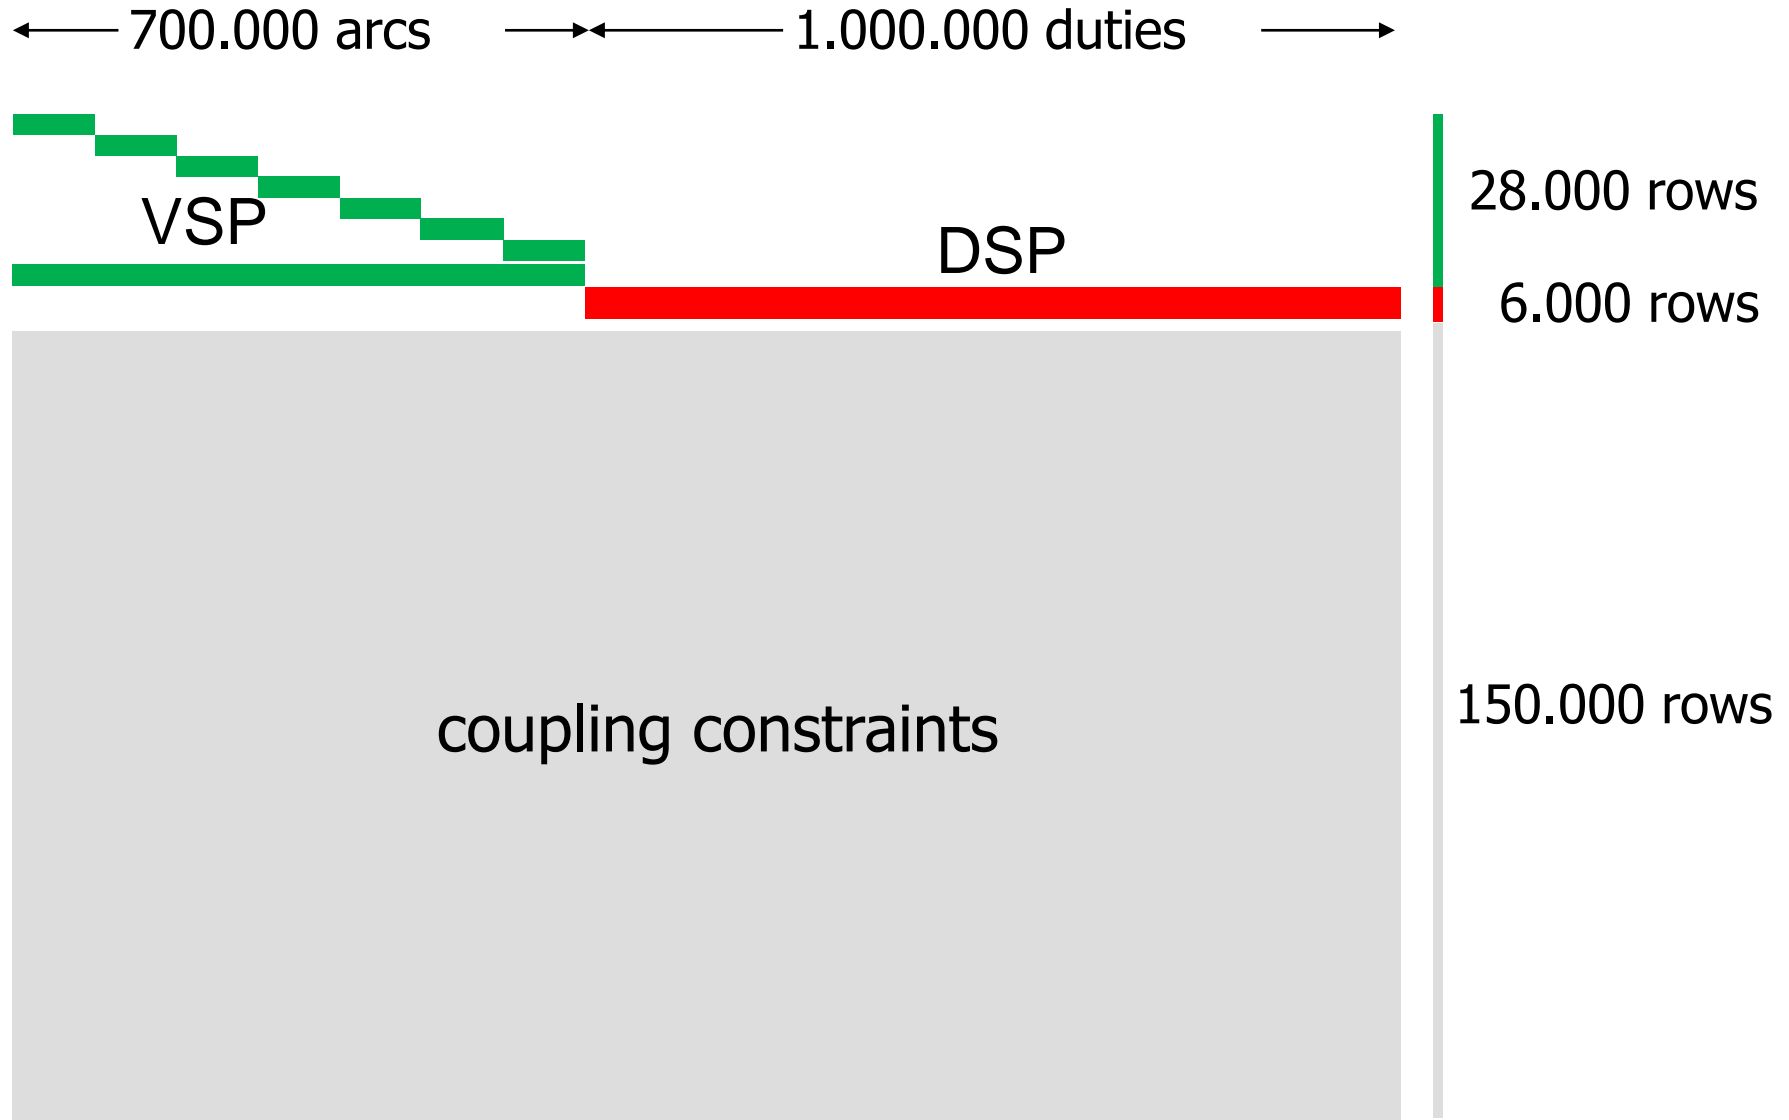 700.000 arcs
1.000.000 duties
28.000 rows
VSP
DSP
6.000 rows
150.000 rows
coupling constraints